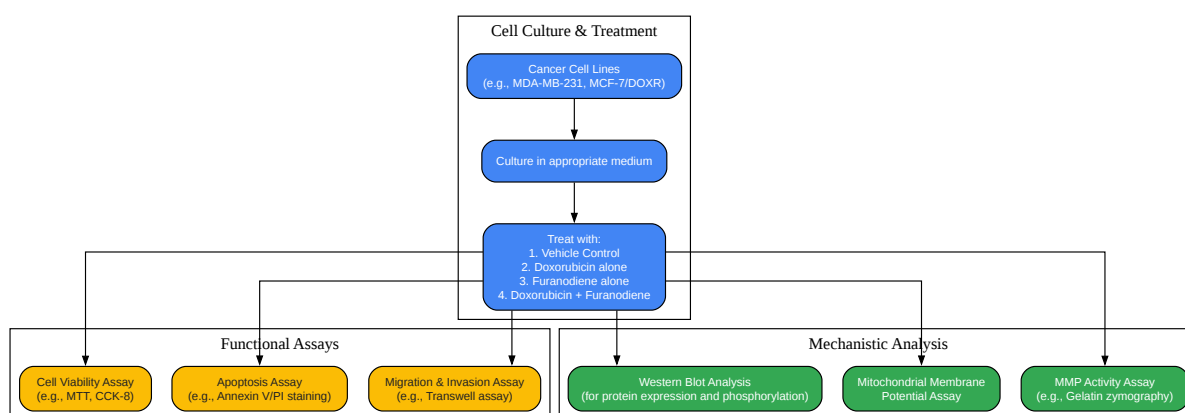 Cell Culture & Treatment
Cancer Cell Lines
(e.g., MDA-MB-231, MCF-7/DOXR)
Culture in appropriate medium
Treat with:
1. Vehicle Control
2. Doxorubicin alone
3. Furanodiene alone
4. Doxorubicin + Furanodiene
Functional Assays
Cell Viability Assay
(e.g., MTT, CCK-8)
Apoptosis Assay
(e.g., Annexin V/PI staining)
Migration & Invasion Assay
(e.g., Transwell assay)
Mechanistic Analysis
Western Blot Analysis
(for protein expression and phosphorylation)
Mitochondrial Membrane
Potential Assay
MMP Activity Assay
(e.g., Gelatin zymography)